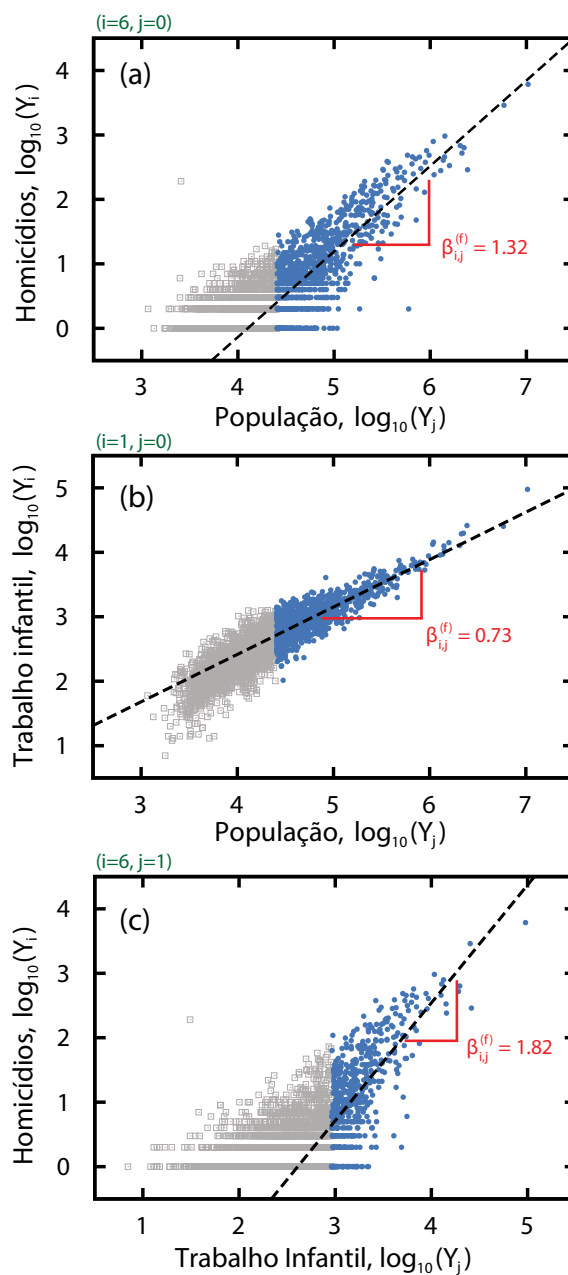 (i=6, j=0)
(a)
Homicídios, log10(Yi)
4
3
2
1
0
β(f)i,j = 1.32
3 4 5 6 7
População, log10(Yj)
(i=1, j=0)
(b)
Trabalho infantil, log10(Yi)
5
4
3
2
1
β(f)i,j = 0.73
3 4 5 6 7
População, log10(Yj)
(i=6, j=1)
(c)
Homicídios, log10(Yi)
4
3
2
1
0
β(f)i,j = 1.82
1 2 3 4 5
Trabalho Infantil, log10(Yj)